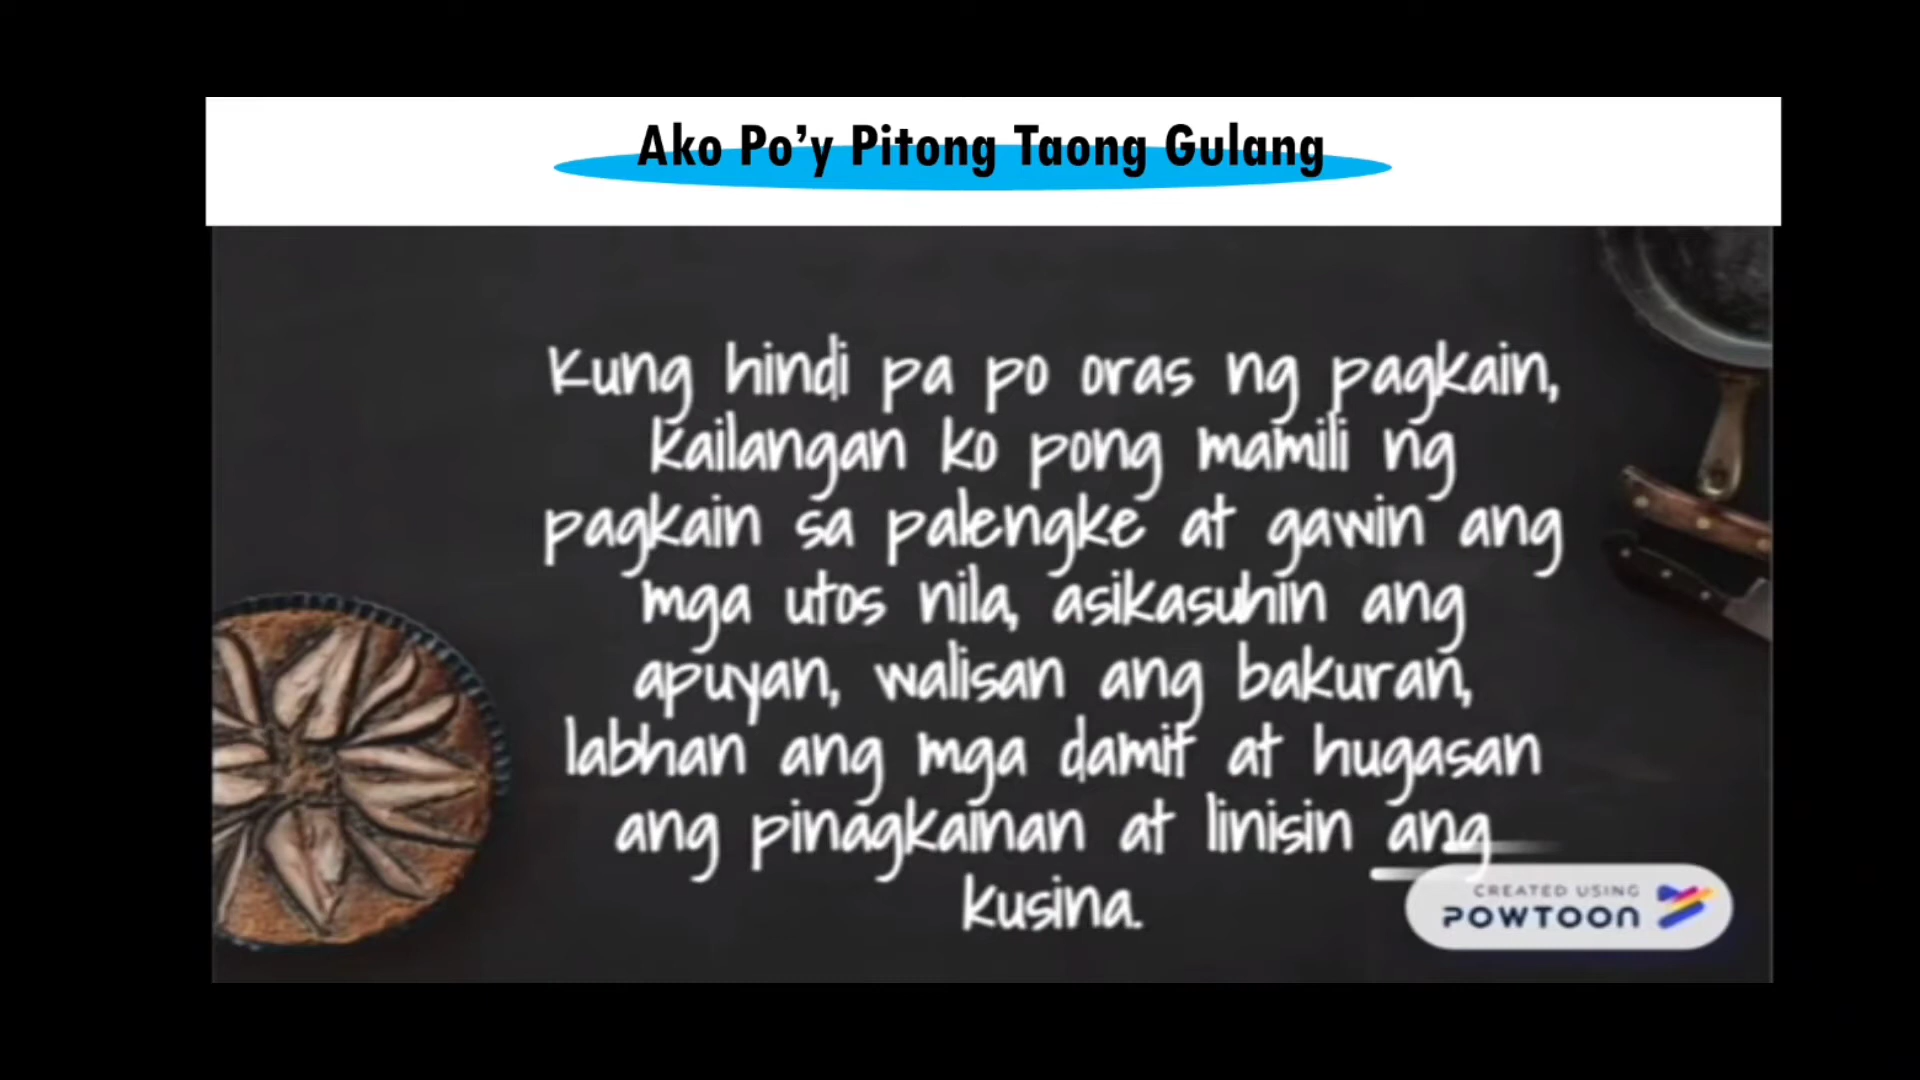 Ako Po’y Pitong Taong Gulang
Kung hindi pa po oras ng pagkain,
kailangan ko pong mamili ng
pagkain sa palengke at gawin ang
mga utos nila, asikasuhin ang
apuyan, walisan ang bakuran,
labhan ang mga damit at hugasan
ang pinagkainan at linisin ang
kusina.
CREATED USING
POWTOON